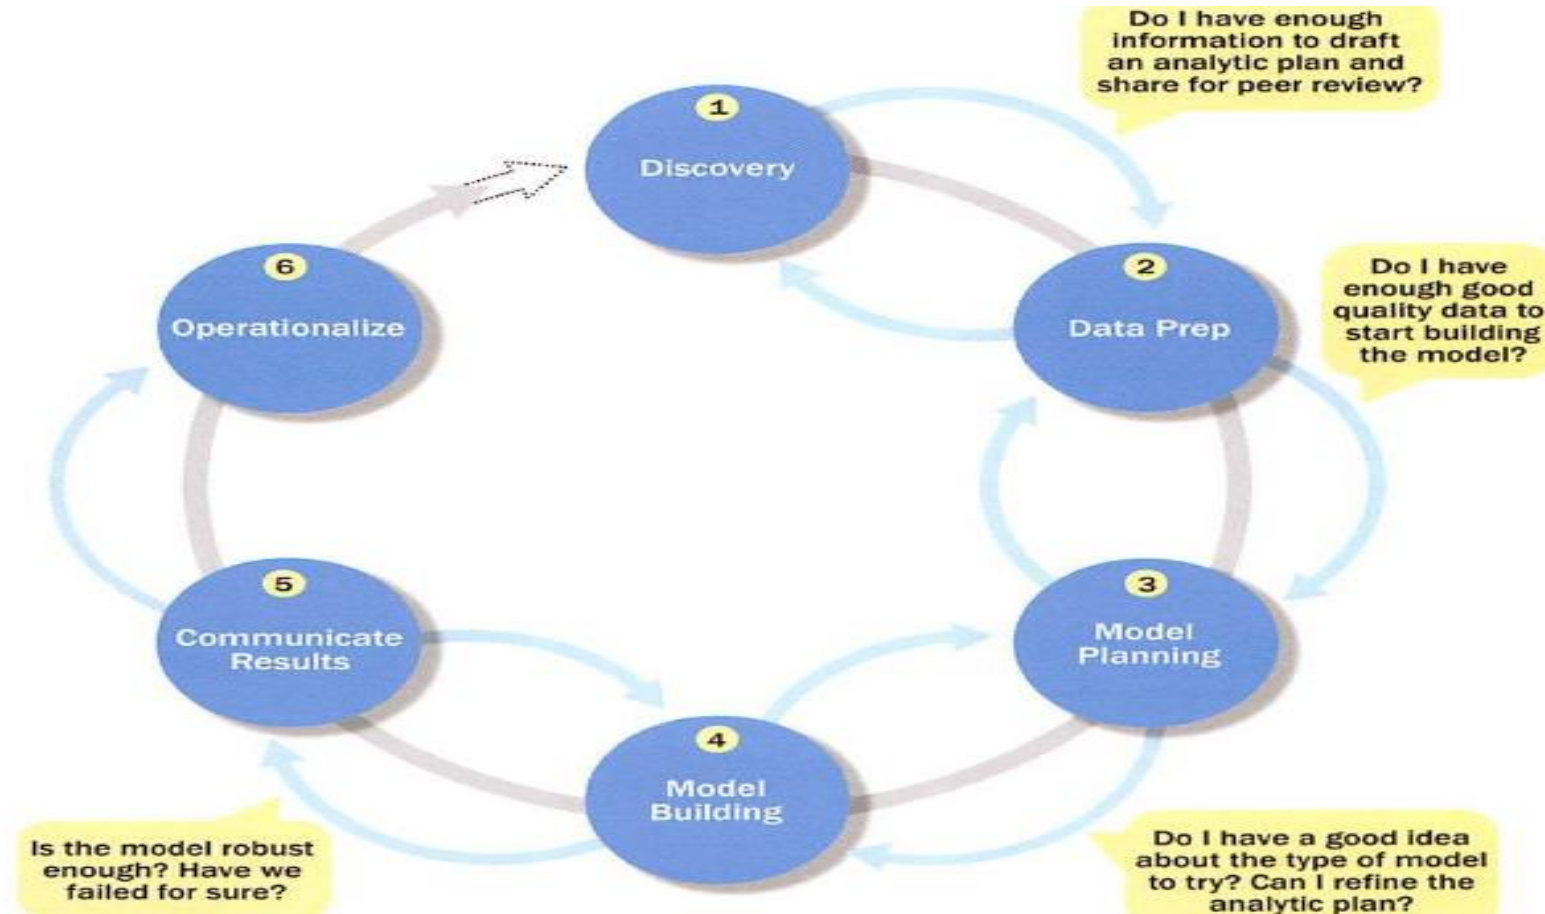 Do I have enough
information to draft
an analytic plan and
share for peer review?
1
Discovery
2
Data Prep
Do I have
enough good
quality data to
start building
the model?
3
Model
Planning
Do I have a good idea
about the type of model
to try? Can I refine the
analytic plan?
4
Model
Building
Is the model robust
enough? Have we
failed for sure?
5
Communicate
Results
6
Operationalize